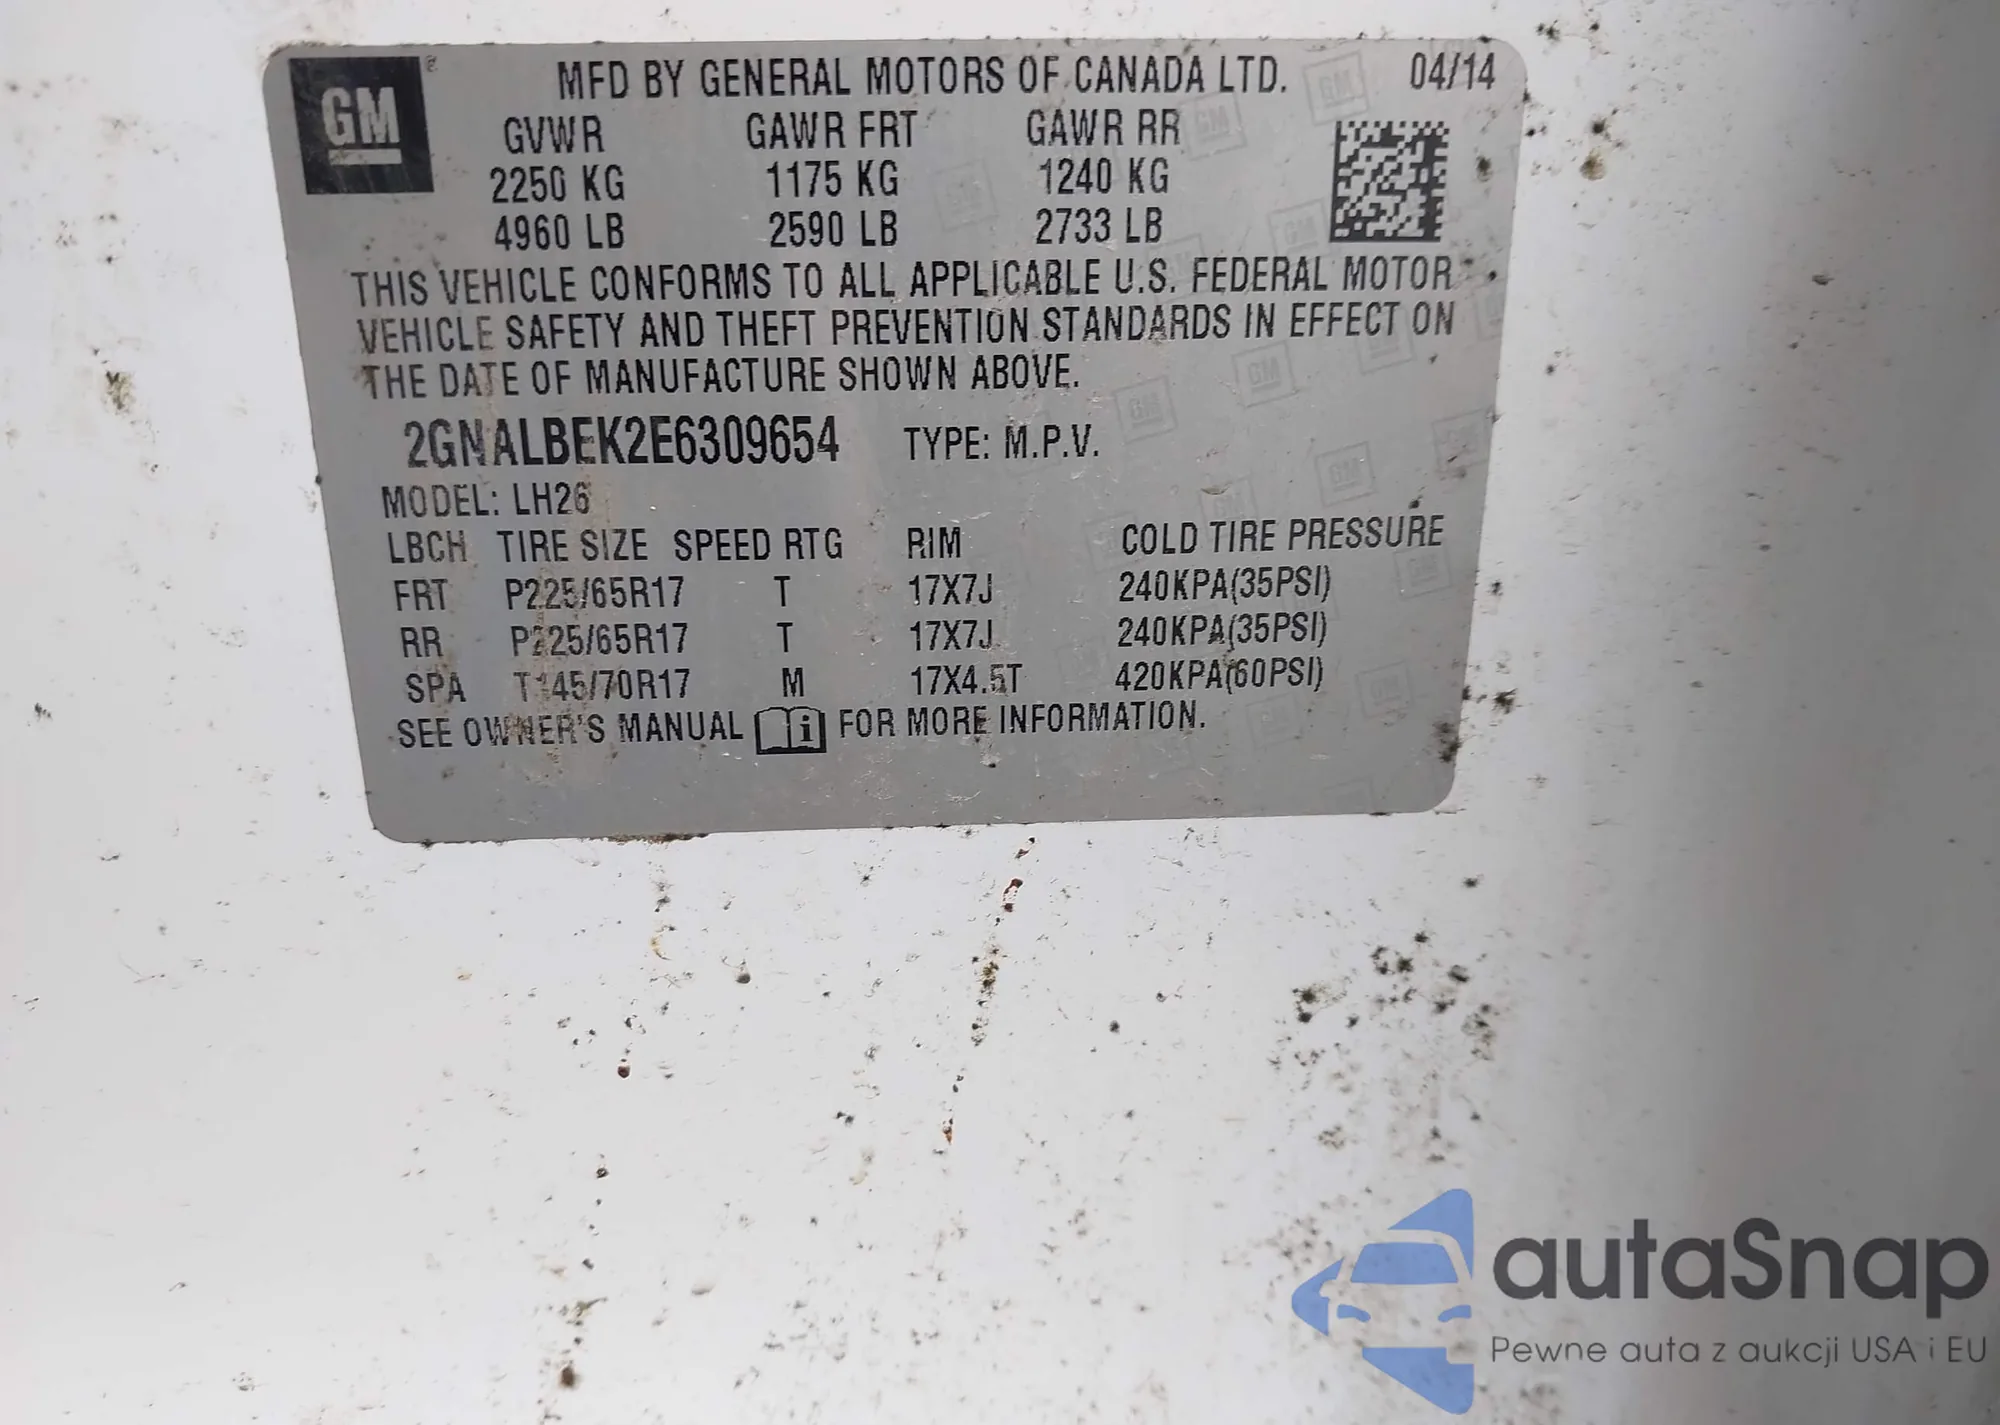 GM
MFD BY GENERAL MOTORS OF CANADA LTD. 04/14
GVWR GAWR FRT GAWR RR
2250 KG 1175 KG 1240 KG
4960 LB 2590 LB 2733 LB
THIS VEHICLE CONFORMS TO ALL APPLICABLE U.S. FEDERAL MOTOR
VEHICLE SAFETY AND THEFT PREVENTION STANDARDS IN EFFECT ON
THE DATE OF MANUFACTURE SHOWN ABOVE.
2GNALBEK2E6309654 TYPE: M.P.V.
MODEL: LH26
LBCH TIRE SIZE SPEED RTG RIM COLD TIRE PRESSURE
FRT P225/65R17 T 17X7J 240KPA(35PSI)
RR P225/65R17 T 17X7J 240KPA(35PSI)
SPA T145/70R17 M 17X4.5T 420KPA(60PSI)
SEE OWNER'S MANUAL i FOR MORE INFORMATION.
autaSnap
Pewne auta z aukcji USA i EU